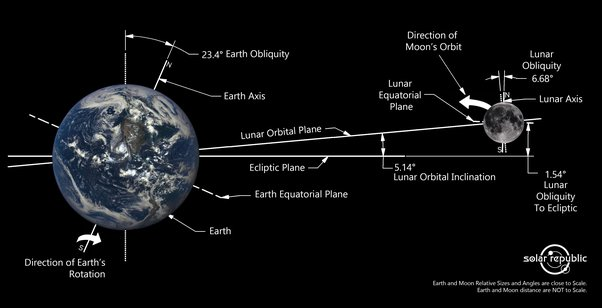 23.4° Earth Obliquity
N
Earth Axis
Lunar Orbital Plane
Ecliptic Plane
Earth Equatorial Plane
Earth
S
Direction of Earth's
Rotation
Direction of
Moon's Orbit
Lunar
Equatorial
Plane
Lunar
Obliquity
6.68°
N
Lunar Axis
S
5.14°
Lunar Orbital Inclination
1.54°
Lunar
Obliquity
To Ecliptic
solar republic
Earth and Moon Relative Sizes and Angles are close to Scale.
Earth and Moon distance are NOT to Scale.